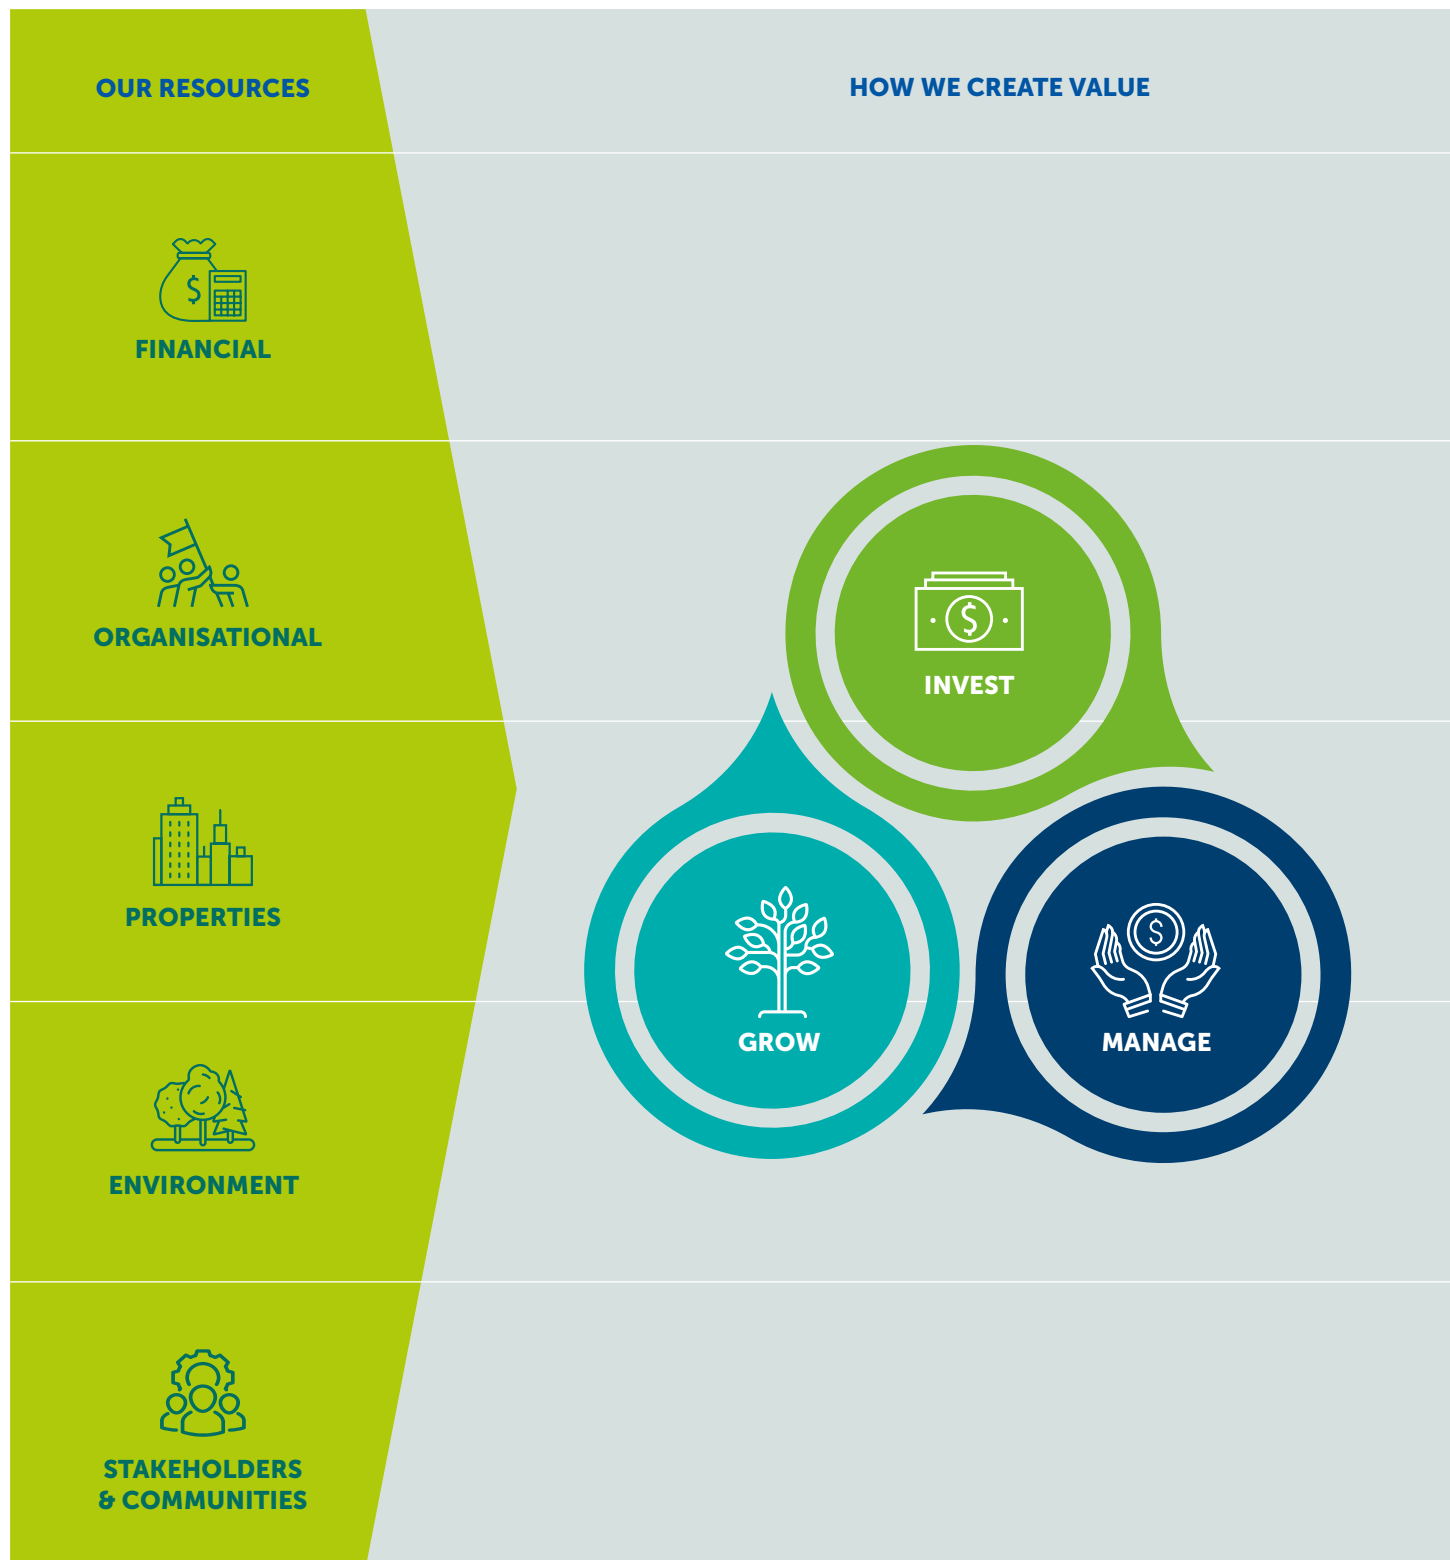 OUR RESOURCES
HOW WE CREATE VALUE
$
FINANCIAL
ORGANISATIONAL
$
INVEST
PROPERTIES
$
GROW
MANAGE
ENVIRONMENT
STAKEHOLDERS
& COMMUNITIES